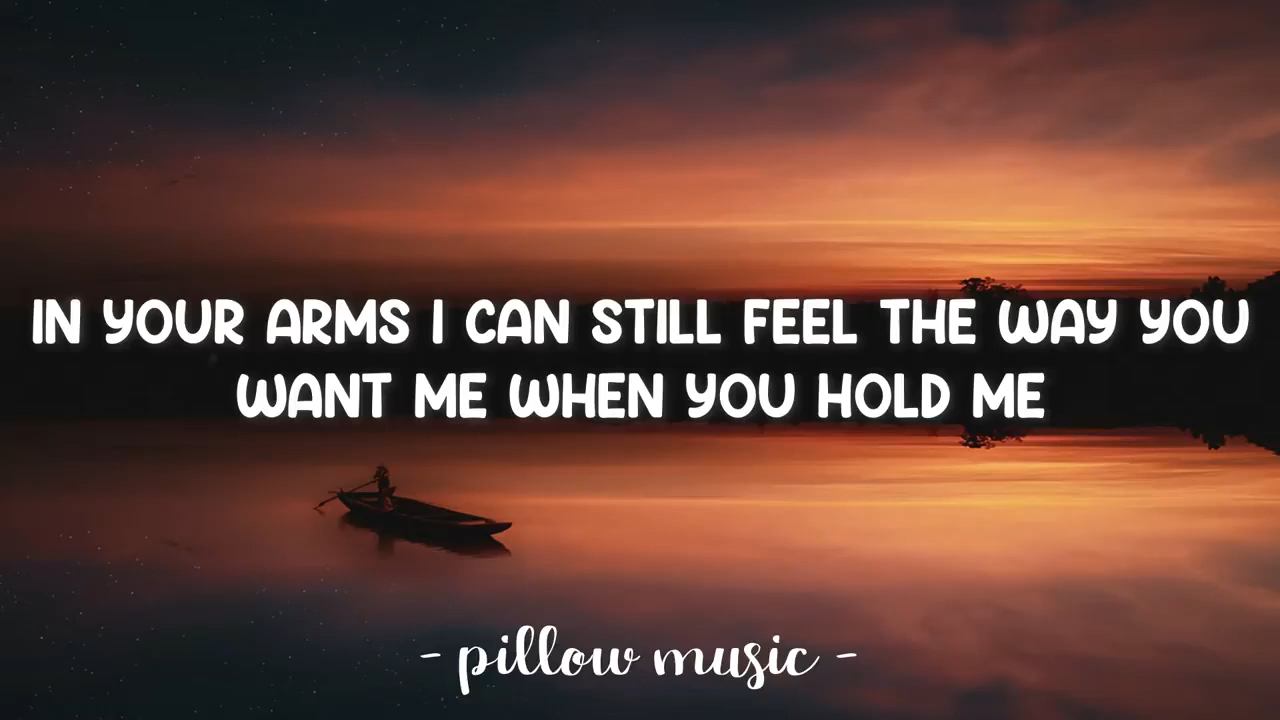 IN YOUR ARMS I CAN STILL FEEL THE WAY YOU
WANT ME WHEN YOU HOLD ME
- pillow music -